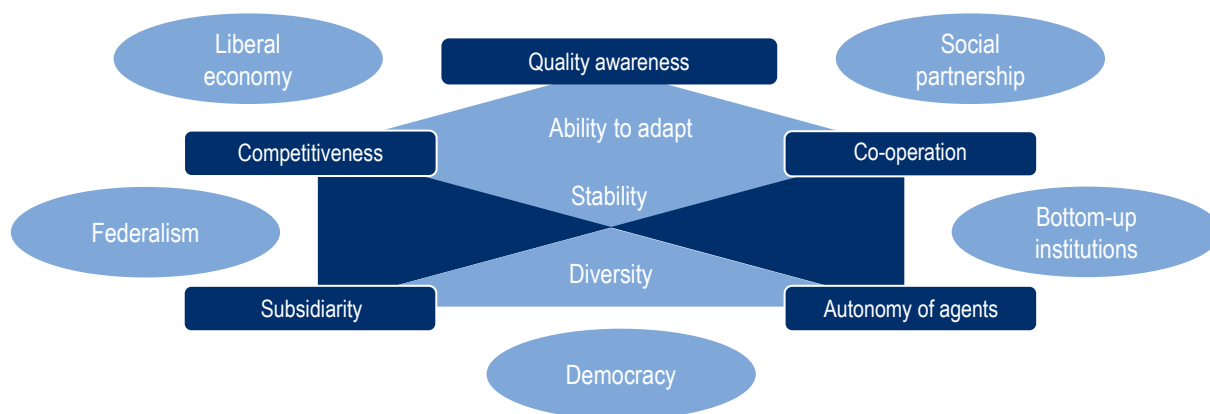 Liberal
economy
Quality awareness
Social
partnership
Ability to adapt
Competitiveness
Co-operation
Stability
Federalism
Bottom-up
institutions
Diversity
Subsidiarity
Autonomy of agents
Democracy